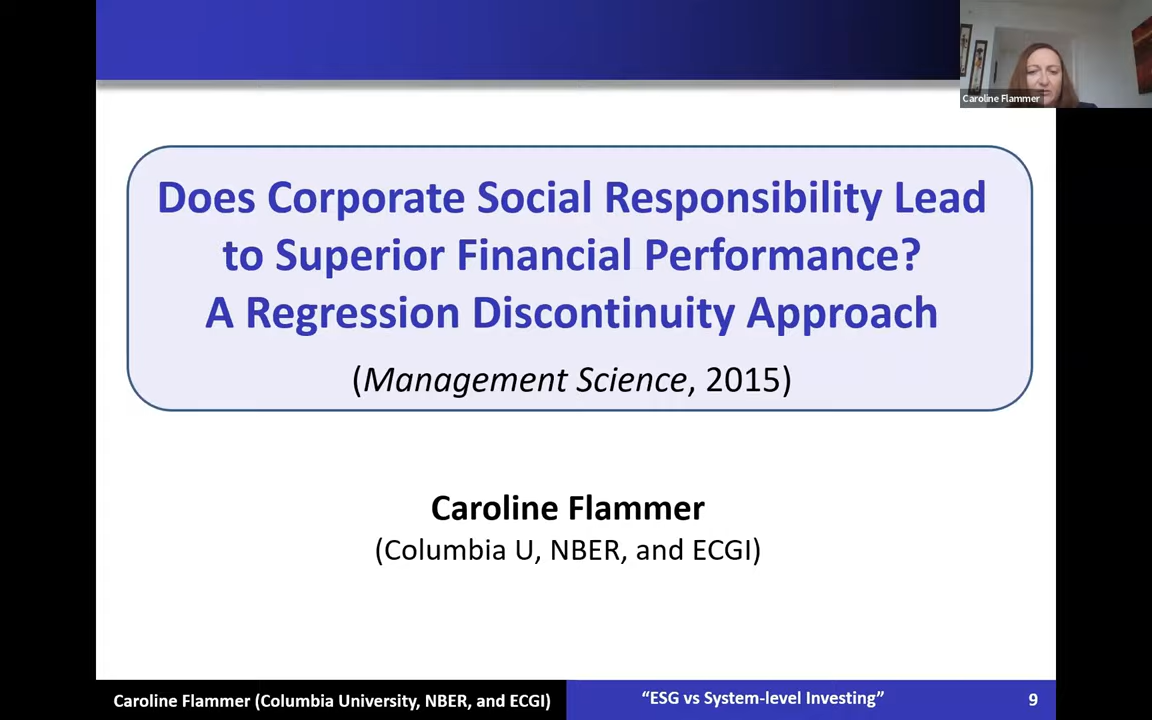 Caroline Flammer
Does Corporate Social Responsibility Lead
to Superior Financial Performance?
A Regression Discontinuity Approach
(Management Science, 2015)
Caroline Flammer
(Columbia U, NBER, and ECGI)
Caroline Flammer (Columbia University, NBER, and ECGI)
“ESG vs System-level Investing”
9